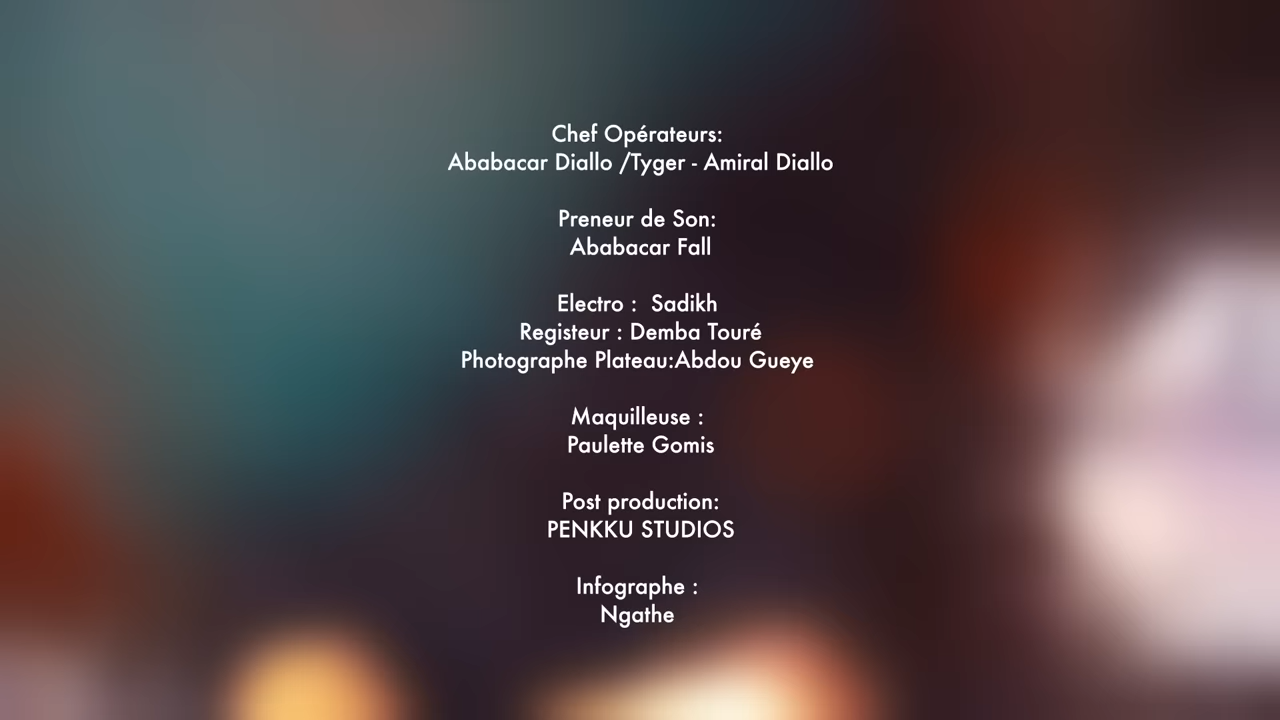 Chef Opérateurs:
Ababacar Diallo /Tyger - Amiral Diallo
Preneur de Son:
Ababacar Fall
Electro :  Sadikh
Registeur : Demba Touré
Photographe Plateau:Abdou Gueye
Maquilleuse :
Paulette Gomis
Post production:
PENKKU STUDIOS
Infographe :
Ngathe